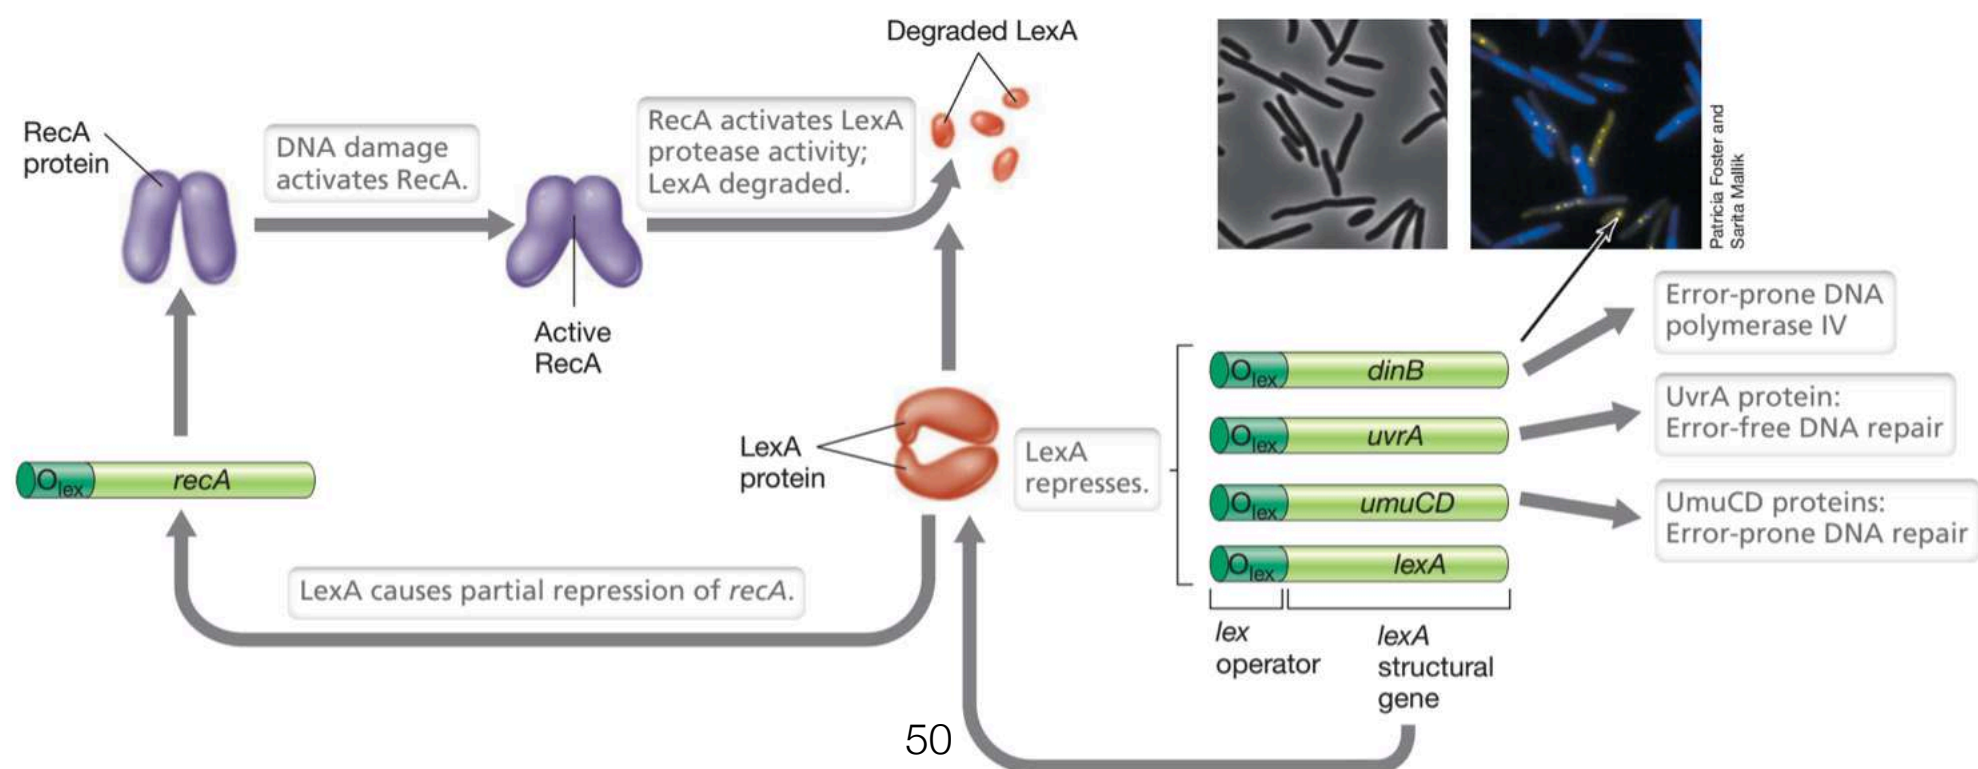 RecA
protein
DNA damage
activates RecA.
Active
RecA
RecA activates LexA
protease activity;
LexA degraded.
Degraded LexA
Olex recA
LexA causes partial repression of recA.
LexA
protein
LexA
represses.
Olex dinB
Olex uvrA
Olex umuCD
Olex lexA
lex
operator
lexA
structural
gene
Patricia Foster and
Sarita Mallik
Error-prone DNA
polymerase IV
UvrA protein:
Error-free DNA repair
UmuCD proteins:
Error-prone DNA repair
50